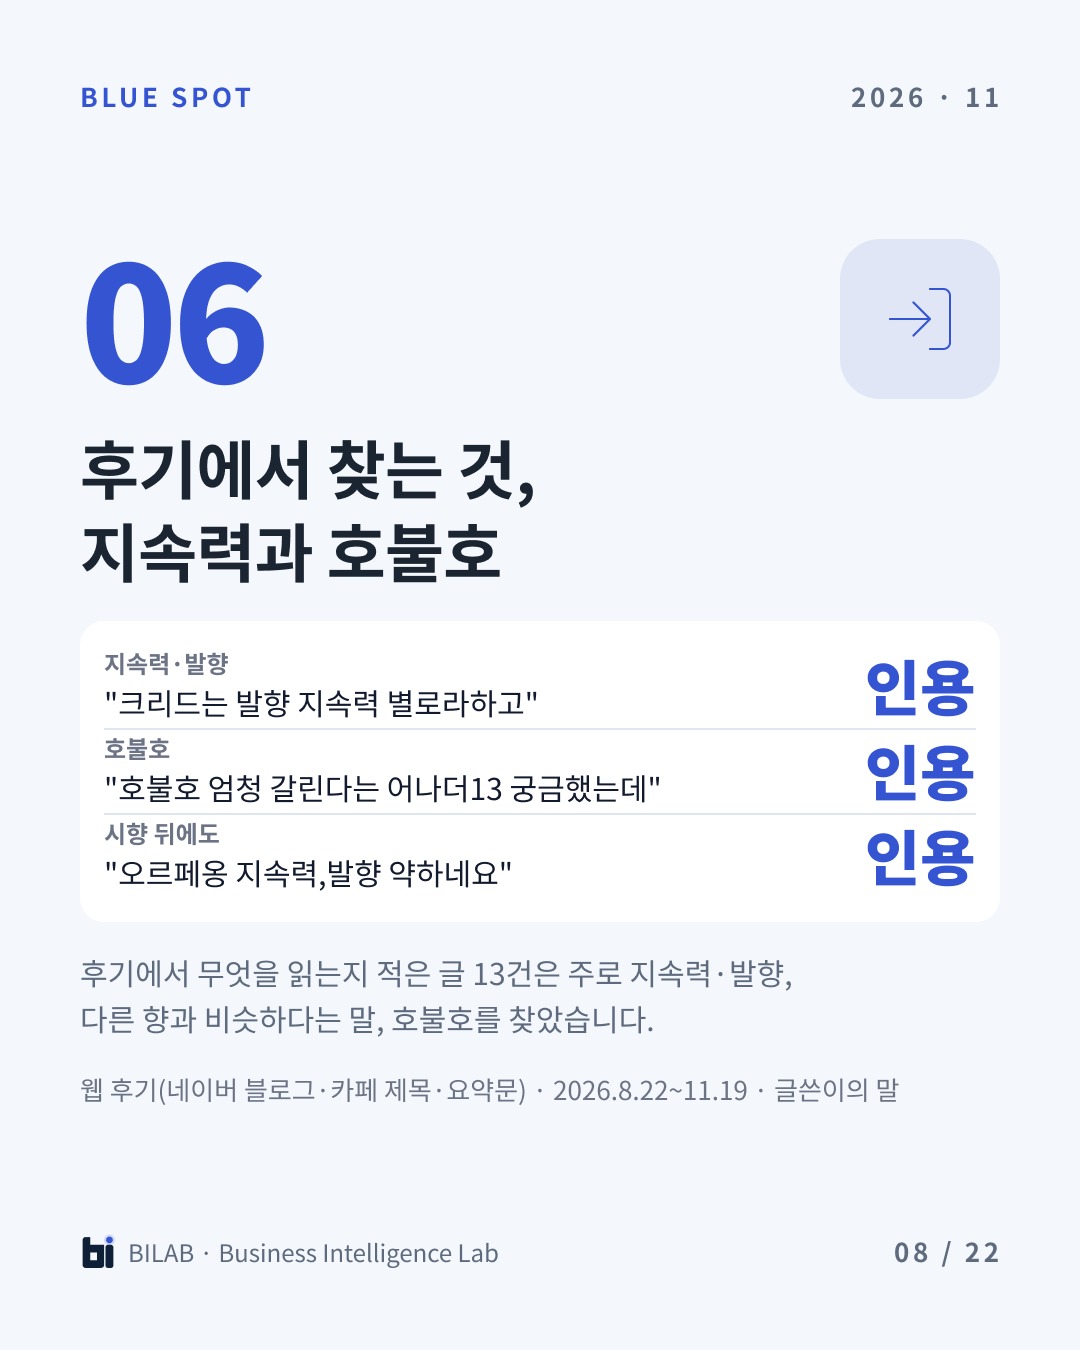 BLUE SPOT
2026 · 11
06
후기에서 찾는 것,
지속력과 호불호
지속력·발향
"크리드는 발향 지속력 별로라하고"
인용
호불호
"호불호 엄청 갈린다는 어나더13 궁금했는데"
인용
시향 뒤에도
"오르페옹 지속력,발향 약하네요"
인용
후기에서 무엇을 읽는지 적은 글 13건은 주로 지속력·발향,
다른 향과 비슷하다는 말, 호불호를 찾았습니다.
웹 후기(네이버 블로그·카페 제목·요약문) · 2026.8.22~11.19 · 글쓴이의 말
bi BILAB · Business Intelligence Lab
08 / 22